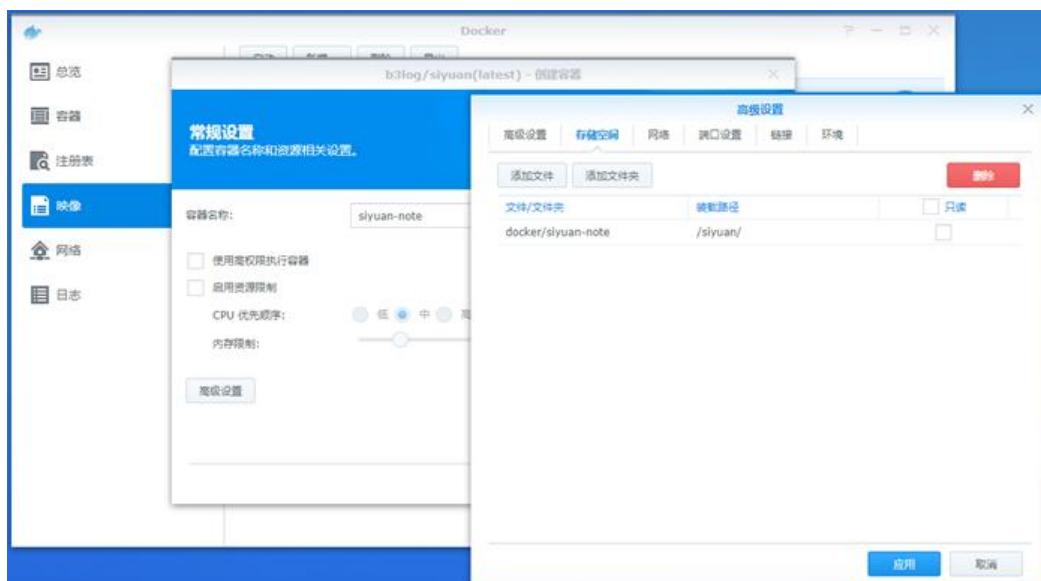 Docker
总览
容器
注册表
映像
网络
日志
b3log/siyuan(latest) - 创建容器
常规设置
配置容器名称和资源相关设置。
容器名称:
siyuan-note
使用高权限执行容器
启用资源限制
CPU 优先顺序:
低 中 高
内存限制:
高级设置
高级设置
高级设置 存储空间 网络 端口设置 链接 环境
添加文件 添加文件夹 删除
文件/文件夹 装载路径 只读
docker/siyuan-note /siyuan/
应用 取消